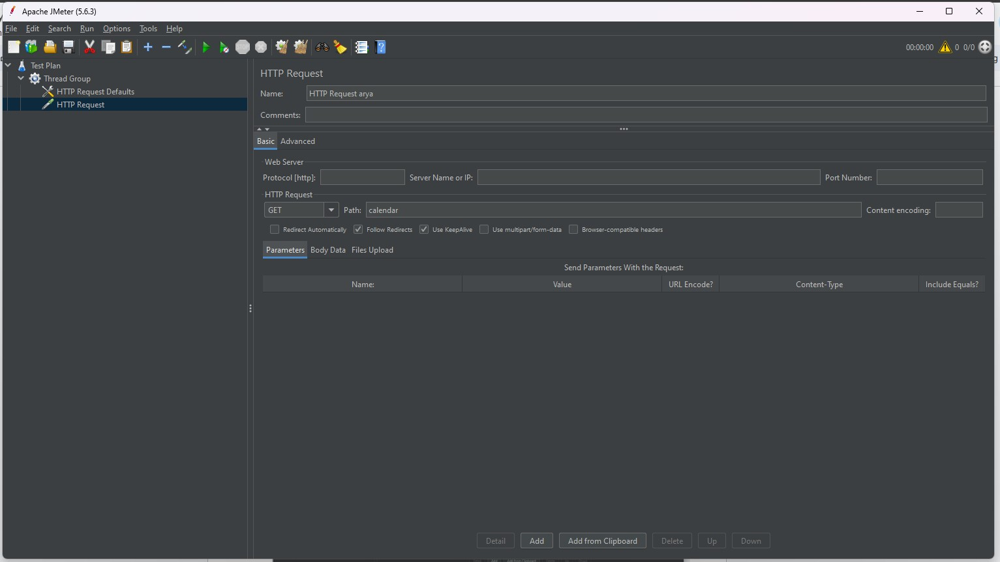 Apache JMeter (5.6.3)
File Edit Search Run Options Tools Help
STOP
00:00:00 0 0/0
Test Plan
Thread Group
HTTP Request Defaults
HTTP Request
HTTP Request
Name: HTTP Request arya
Comments:
Basic Advanced
Web Server
Protocol [http]: Server Name or IP: Port Number:
HTTP Request
GET Path: calendar Content encoding:
Redirect Automatically Follow Redirects Use KeepAlive Use multipart/form-data Browser-compatible headers
Parameters Body Data Files Upload
Send Parameters With the Request:
Name: Value URL Encode? Content-Type Include Equals?
Detail Add Add from Clipboard Delete Up Down